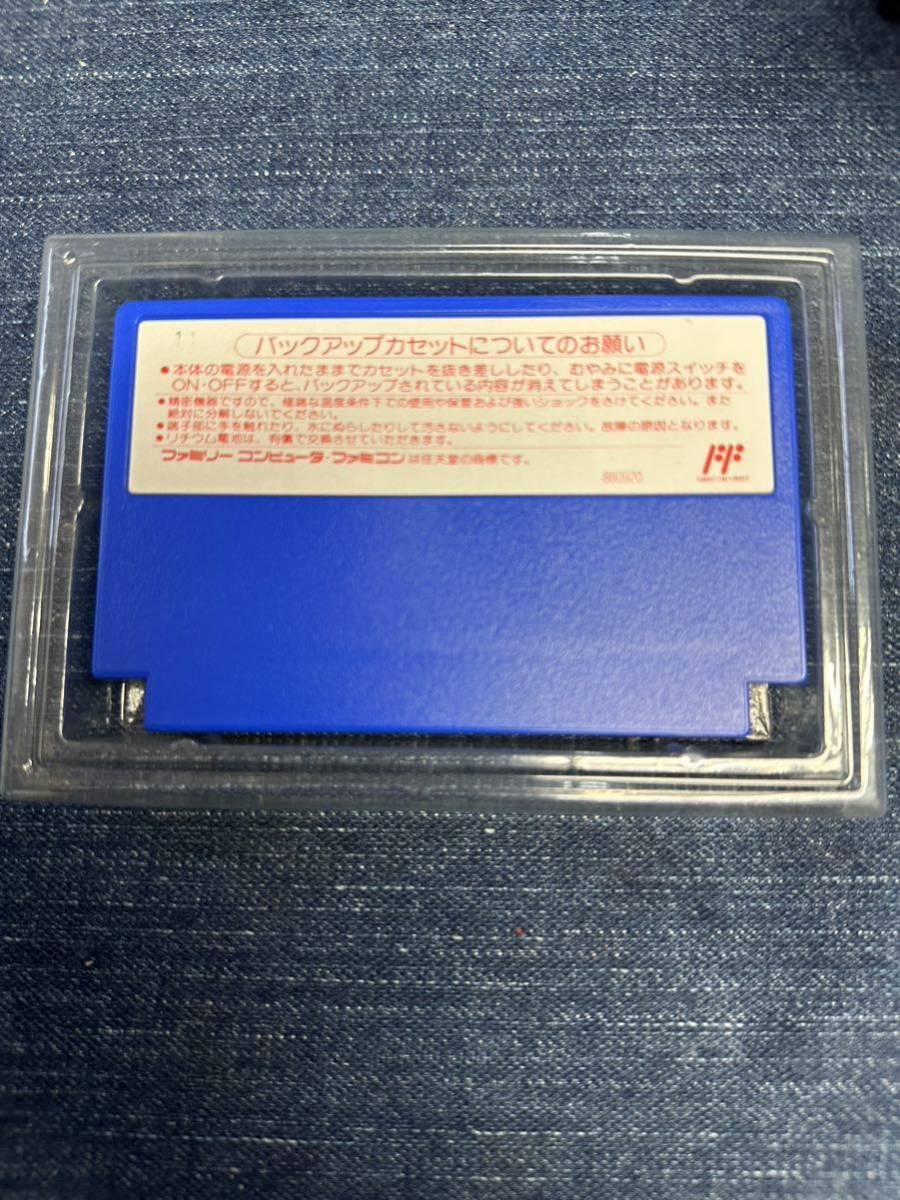 11
バックアップカセットについてのお願い
●本体の電源を入れたままでカセットを抜き差ししたり、むやみに電源スイッチを
ON・OFFすると、バックアップされている内容が消えてしまうことがあります。
●精密機器ですので、極端な温度条件下での使用や保管および強いショックをさけてください。また
絶対に分解しないでください。
●端子部に手を触れたり、水にぬらしたりして汚さないようにしてください。故障の原因となります。
●リチウム電池は、有償で交換させていただきます。
ファミリー コンピュータ・ファミコンは任天堂の商標です。
880920